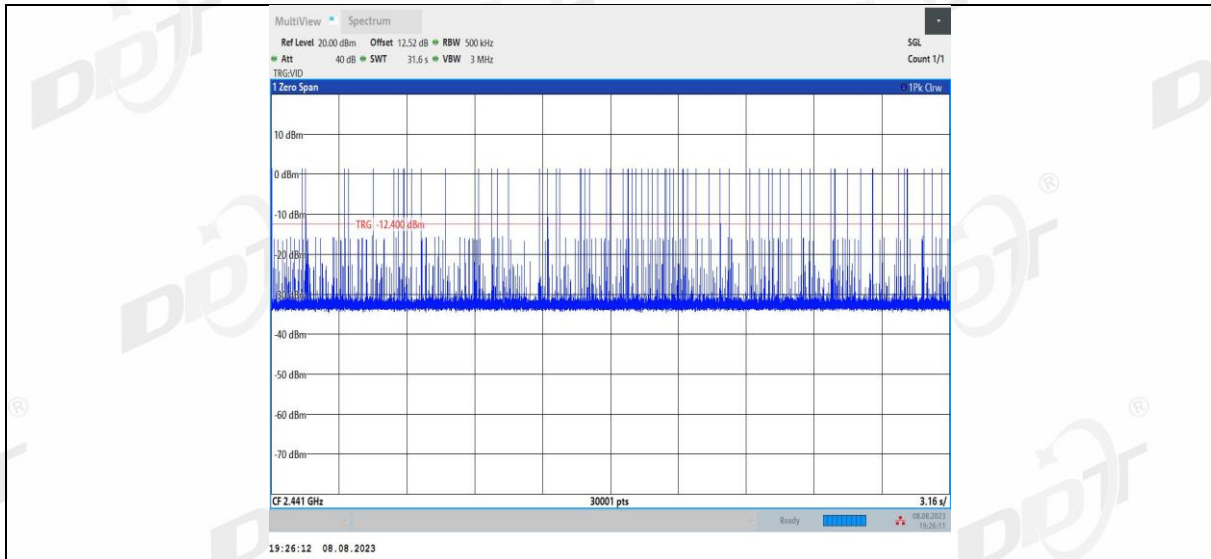 MultiView Spectrum
Ref Level 20.00 dBm Offset 12.52 dB RBW 500 kHz SGL
Att 40 dB SWT 31.6 s VBW 3 MHz Count 1/1
TRG:VID
1 Zero Span 1Pk Clrw
10 dBm
0 dBm
-10 dBm
TRG -12.400 dBm
-20 dBm
-30 dBm
-40 dBm
-50 dBm
-60 dBm
-70 dBm
CF 2.441 GHz 30001 pts 3.16 s/
Ready 08.08.2023
19:26:11
19:26:12 08.08.2023
DDT
®